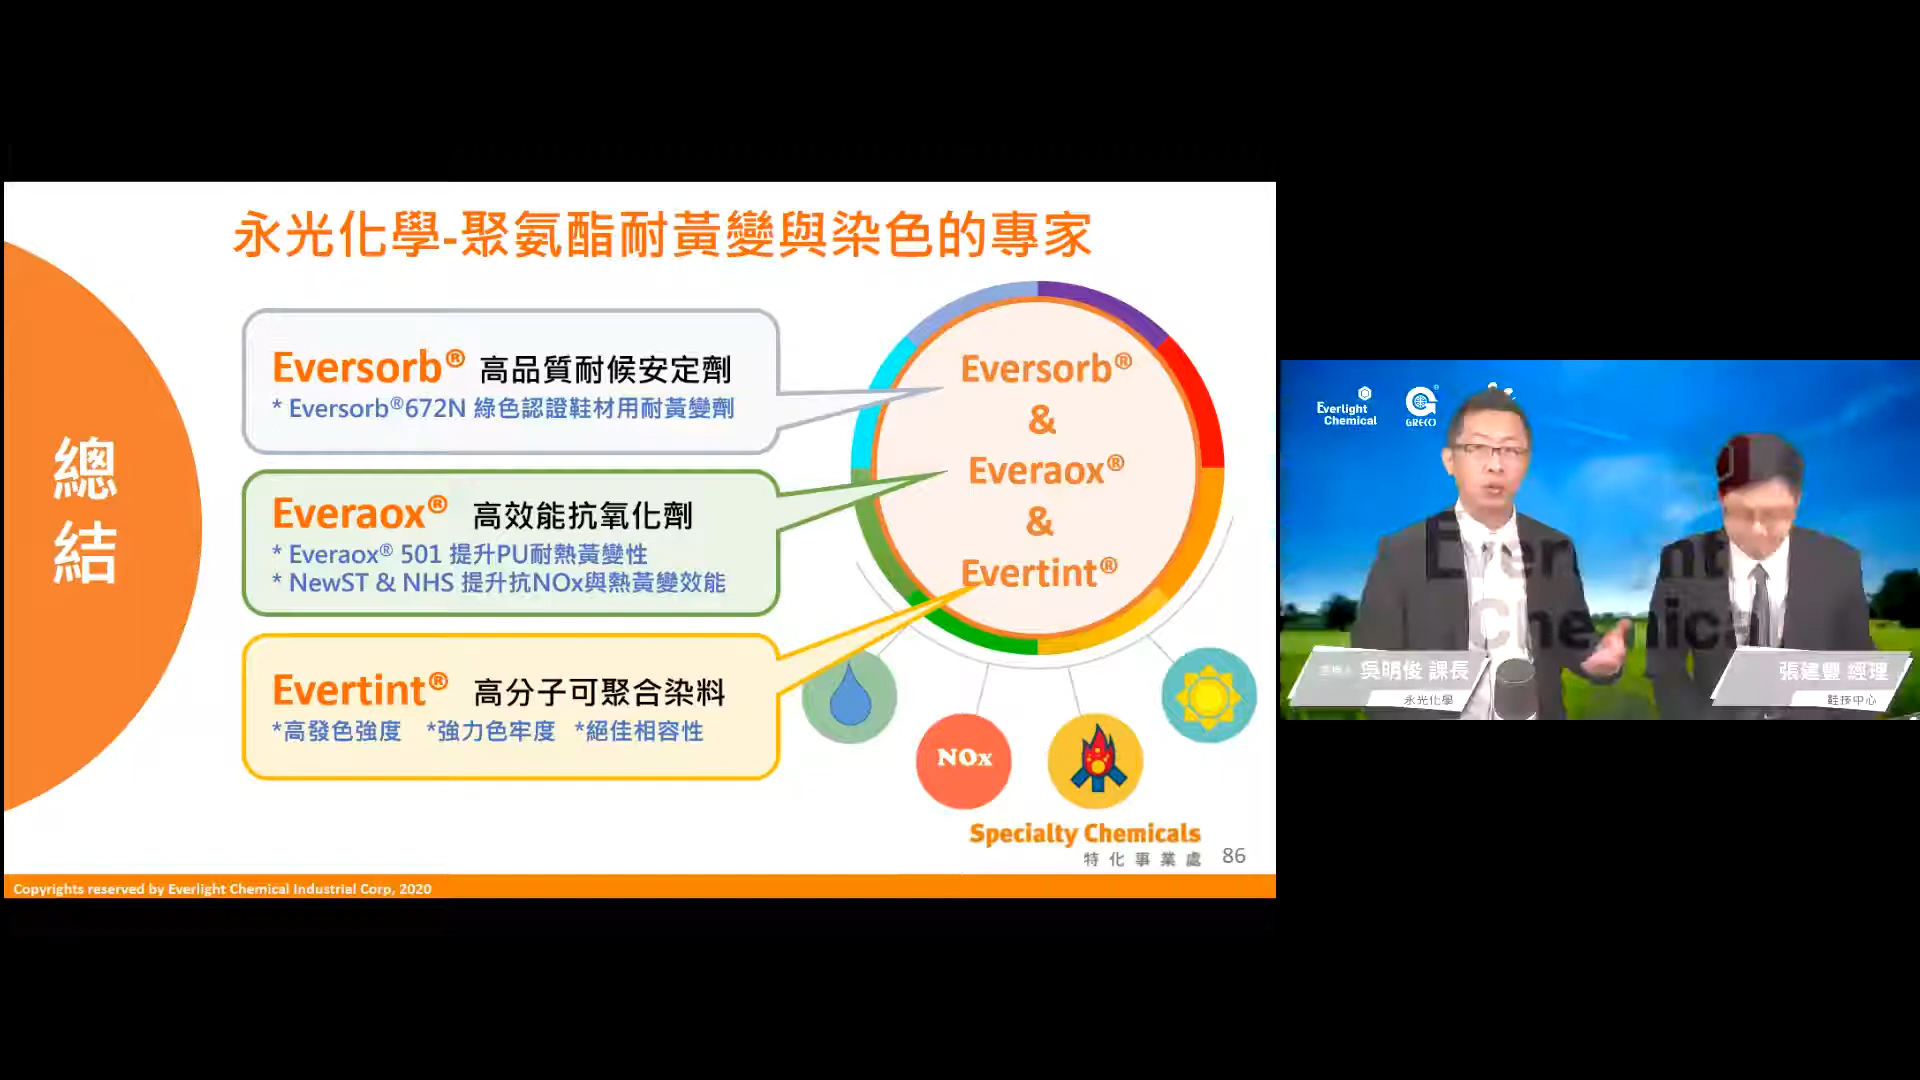 永光化學-聚氨酯耐黃變與染色的專家
總
結
Eversorb® 高品質耐候安定劑
* Eversorb®672N 綠色認證鞋材用耐黃變劑
Everaox® 高效能抗氧化劑
* Everaox® 501 提升PU耐熱黃變性
* NewST & NHS 提升抗NOx與熱黃變效能
Evertint® 高分子可聚合染料
*高發色強度 *強力色牢度 *絕佳相容性
Eversorb®
&
Everaox®
&
Evertint®
NOx
Specialty Chemicals
特化事業處 86
Copyrights reserved by Everlight Chemical Industrial Corp, 2020
Everlight
Chemical
GRECO
吳明俊 課長
永光化學
張建豐 經理
鞋技中心